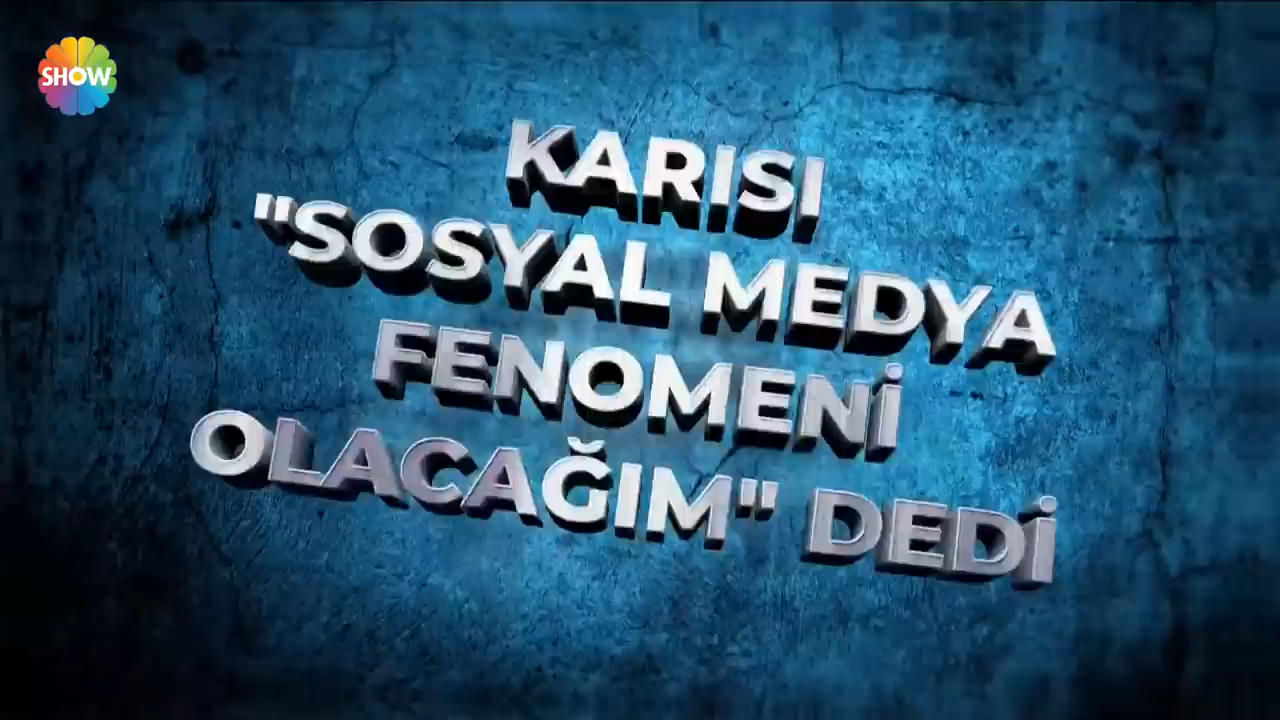 SHOW
KARISI
"SOSYAL MEDYA
FENOMENİ
OLACAĞIM" DEDİ